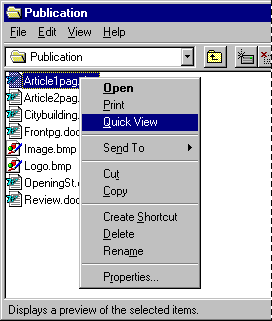 Publication
File Edit View Help
Publication
Article1pag.
Article2pag.
Citybuilding.
Frontpg.doc
Image.bmp
Logo.bmp
OpeningSt.d
Review.doc
Open
Print
Quick View
Send To
Cut
Copy
Create Shortcut
Delete
Rename
Properties...
Displays a preview of the selected items.